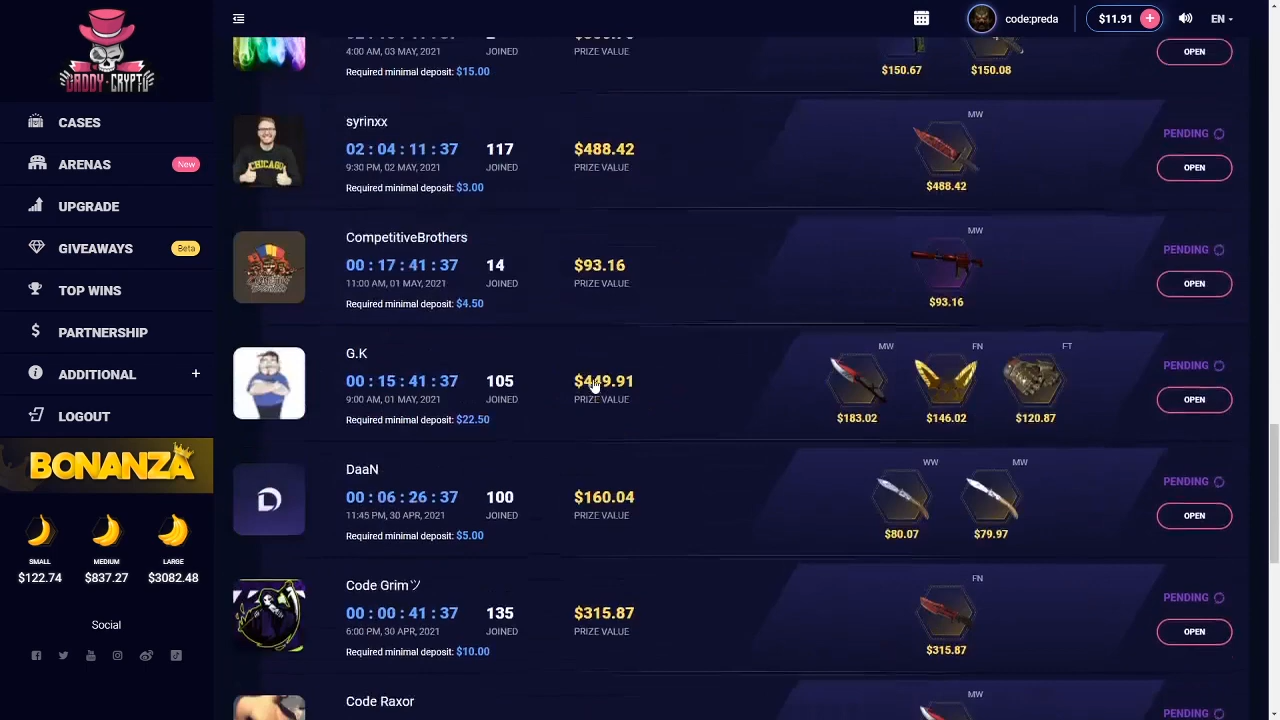 code:preda
$11.91
+
EN
DADDY CRYPTO
CASES
ARENAS
New
UPGRADE
GIVEAWAYS
Beta
TOP WINS
PARTNERSHIP
ADDITIONAL
+
LOGOUT
BONANZA
SMALL
MEDIUM
LARGE
$122.74
$837.27
$3082.48
Social
4:00 AM, 03 MAY, 2021
JOINED
PRIZE VALUE
Required minimal deposit: $15.00
$150.67
$150.08
OPEN
syrinxx
02 : 04 : 11 : 37
117
$488.42
9:30 PM, 02 MAY, 2021
JOINED
PRIZE VALUE
Required minimal deposit: $3.00
CHICAGO
MW
$488.42
PENDING
OPEN
CompetitiveBrothers
00 : 17 : 41 : 37
14
$93.16
11:00 AM, 01 MAY, 2021
JOINED
PRIZE VALUE
Required minimal deposit: $4.50
MW
$93.16
PENDING
OPEN
G.K
00 : 15 : 41 : 37
105
$449.91
9:00 AM, 01 MAY, 2021
JOINED
PRIZE VALUE
Required minimal deposit: $22.50
MW
FN
FT
$183.02
$146.02
$120.87
PENDING
OPEN
DaaN
00 : 06 : 26 : 37
100
$160.04
11:45 PM, 30 APR, 2021
JOINED
PRIZE VALUE
Required minimal deposit: $5.00
WW
MW
$80.07
$79.97
PENDING
OPEN
Code Grimツ
00 : 00 : 41 : 37
135
$315.87
6:00 PM, 30 APR, 2021
JOINED
PRIZE VALUE
Required minimal deposit: $10.00
FN
$315.87
PENDING
OPEN
Code Raxor
MW
PENDING